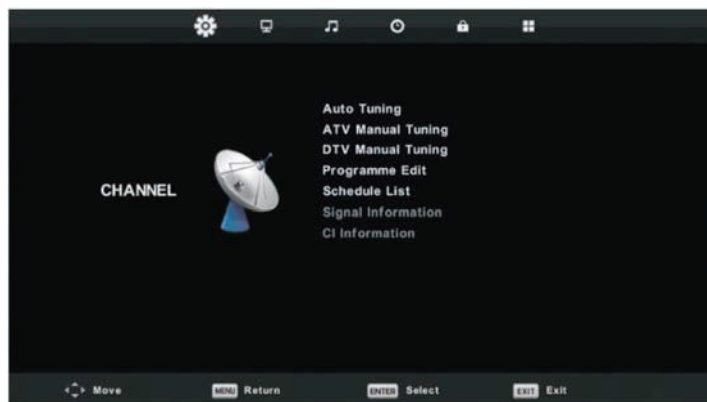 Auto Tuning
ATV Manual Tuning
DTV Manual Tuning
Programme Edit
CHANNEL
Schedule List
Signal Information
CI Information
Move MENU Return ENTER Select EXIT Exit